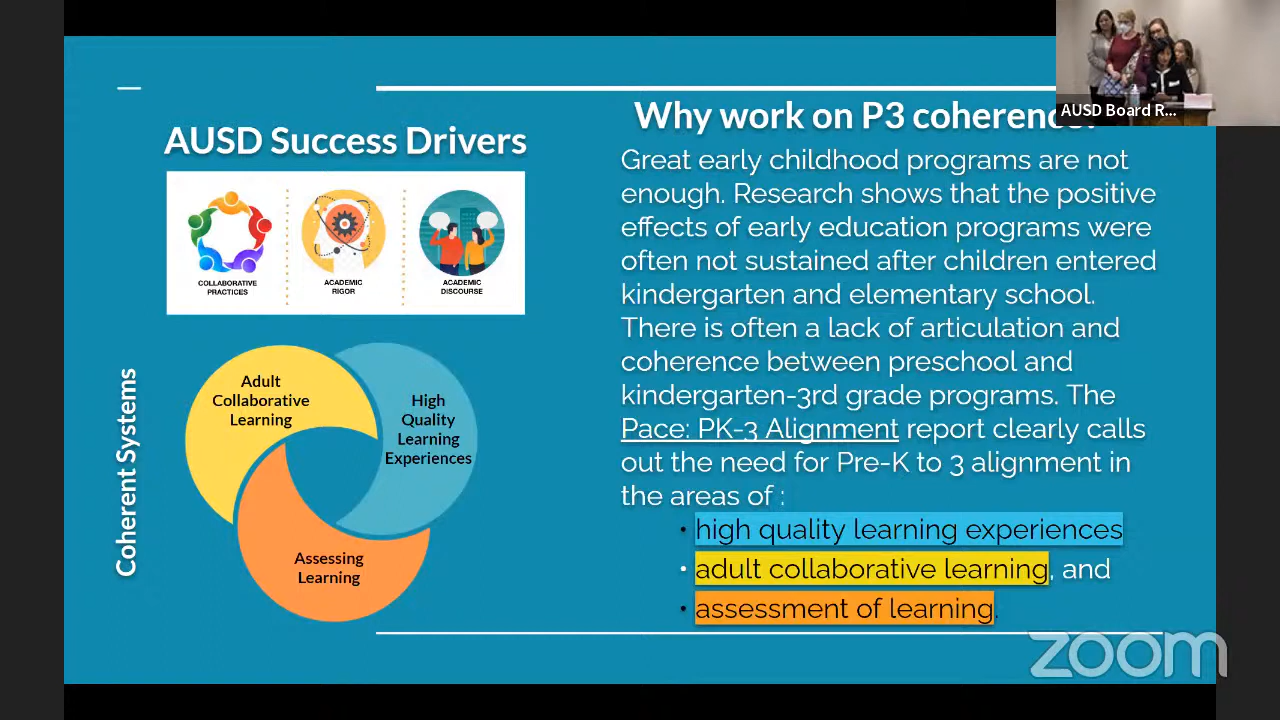 AUSD Success Drivers
COLLABORATIVE
PRACTICES
ACADEMIC
RIGOR
ACADEMIC
DISCOURSE
Coherent Systems
Adult
Collaborative
Learning
High
Quality
Learning
Experiences
Assessing
Learning
Why work on P3 coherence
Great early childhood programs are not
enough. Research shows that the positive
effects of early education programs were
often not sustained after children entered
kindergarten and elementary school.
There is often a lack of articulation and
coherence between preschool and
kindergarten-3rd grade programs. The
Pace: PK-3 Alignment report clearly calls
out the need for Pre-K to 3 alignment in
the areas of :
• high quality learning experiences
• adult collaborative learning, and
• assessment of learning.
AUSD Board R...
zoom